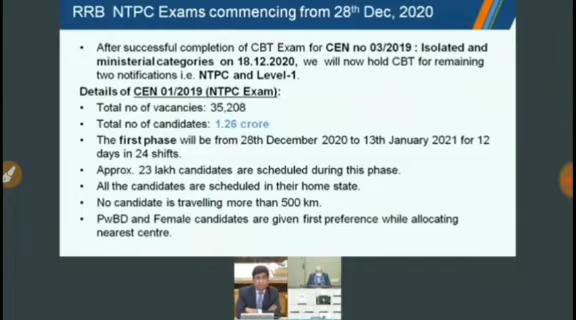 RRB NTPC Exams commencing from 28th Dec, 2020
• After successful completion of CBT Exam for CEN no 03/2019 : Isolated and
ministerial categories on 18.12.2020, we will now hold CBT for remaining
two notifications i.e. NTPC and Level-1.
Details of CEN 01/2019 (NTPC Exam):
• Total no of vacancies: 35,208
• Total no of candidates: 1.26 crore
• The first phase will be from 28th December 2020 to 13th January 2021 for 12
days in 24 shifts.
• Approx. 23 lakh candidates are scheduled during this phase.
• All the candidates are scheduled in their home state.
• No candidate is travelling more than 500 km.
• PwBD and Female candidates are given first preference while allocating
nearest centre.